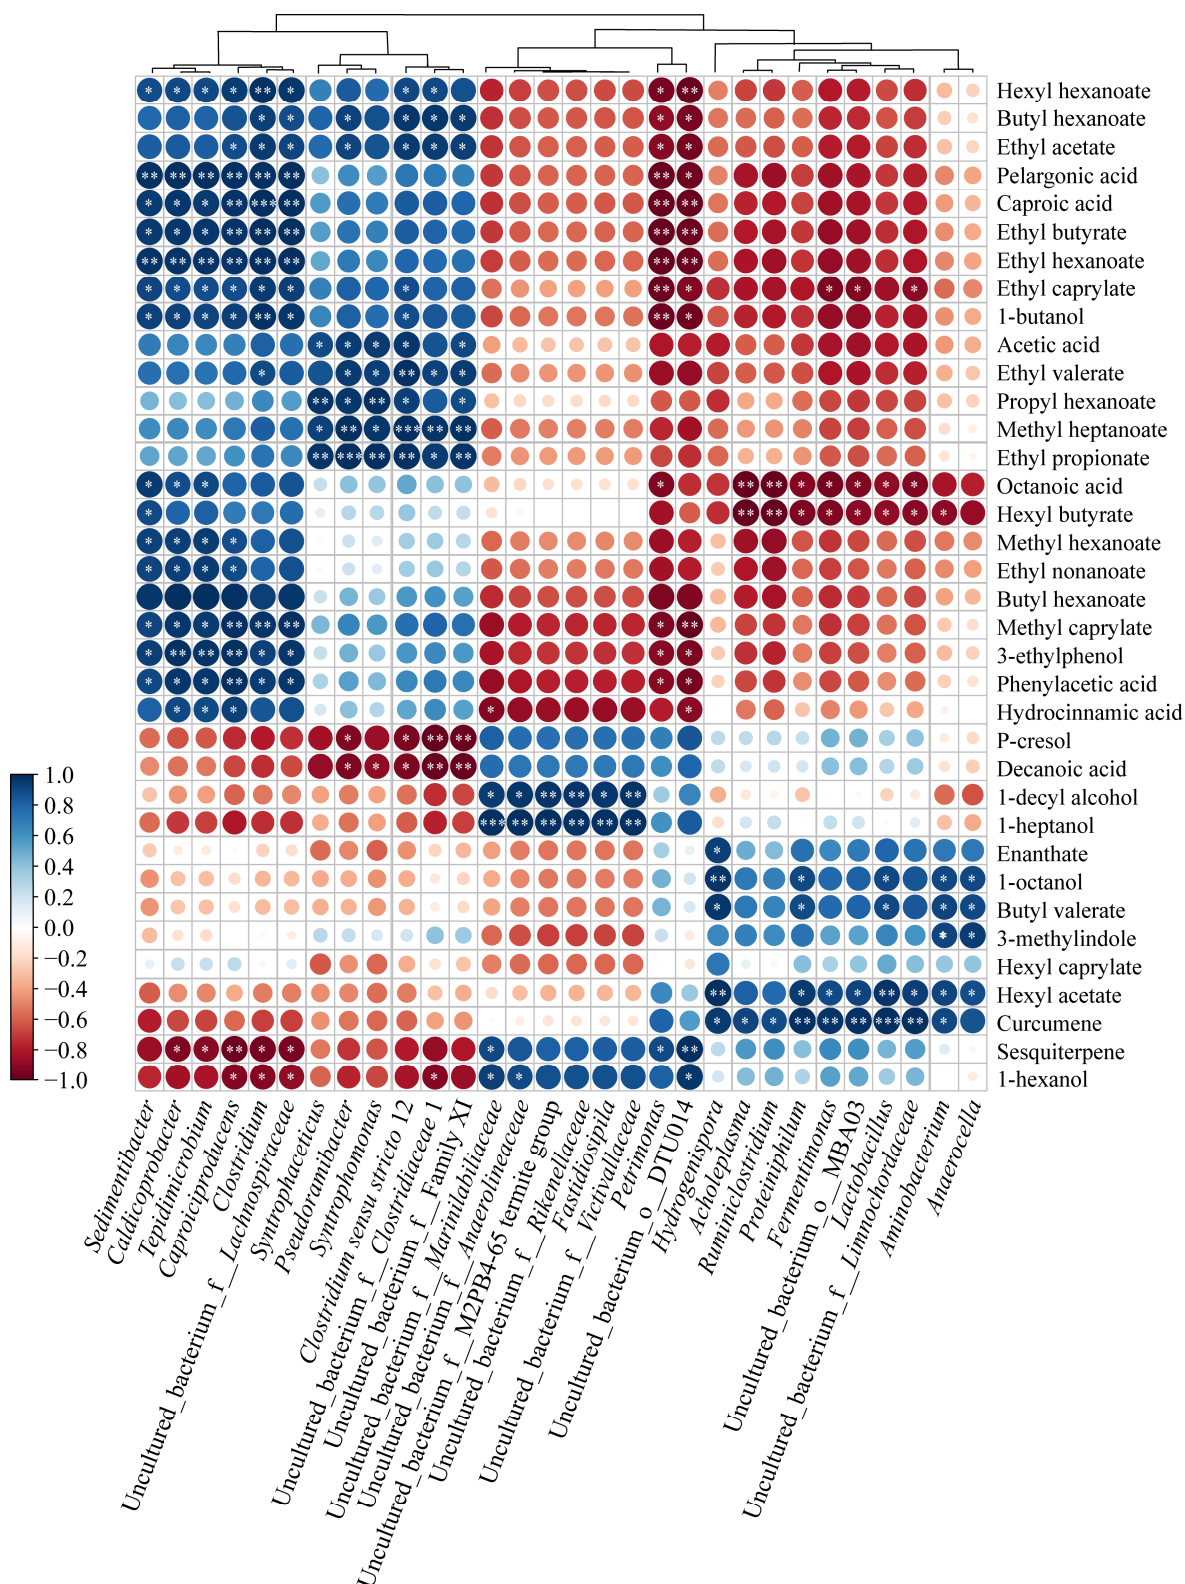 Hexyl hexanoate
Butyl hexanoate
Ethyl acetate
Pelargonic acid
Caproic acid
Ethyl butyrate
Ethyl hexanoate
Ethyl caprylate
1-butanol
Acetic acid
Ethyl valerate
Propyl hexanoate
Methyl heptanoate
Ethyl propionate
Octanoic acid
Hexyl butyrate
Methyl hexanoate
Ethyl nonanoate
Butyl hexanoate
Methyl caprylate
3-ethylphenol
Phenylacetic acid
Hydrocinnamic acid
P-cresol
Decanoic acid
1-decyl alcohol
1-heptanol
Enanthate
1-octanol
Butyl valerate
3-methylindole
Hexyl caprylate
Hexyl acetate
Curcumene
Sesquiterpene
1-hexanol
1.0
0.8
0.6
0.4
0.2
0.0
−0.2
−0.4
−0.6
−0.8
−1.0
Sedimentibacter
Caldicoprobacter
Tepidimicrobium
Caproiciproducens
Clostridium
Uncultured_bacterium_f__Lachnospiraceae
Syntrophaceticus
Pseudoramibacter
Syntrophomonas
Clostridium sensu stricto 12
Uncultured_bacterium_f__Clostridiaceae 1
Uncultured_bacterium_f__Family XI
Uncultured_bacterium_f__Marinilabiliaceae
Uncultured_bacterium_f__Anaerolineaceae
Uncultured_bacterium_f__M2PB4-65 termite group
Uncultured_bacterium_f__Rikenellaceae
Fastidiosipila
Uncultured_bacterium_f__Victivallaceae
Petrimonas
Uncultured_bacterium_o__DTU014
Hydrogenispora
Acholeplasma
Ruminiclostridium
Proteiniphilum
Fermentimonas
Uncultured_bacterium_o__MBA03
Lactobacillus
Uncultured_bacterium_f__Limnochordaceae
Aminobacterium
Anaerocella